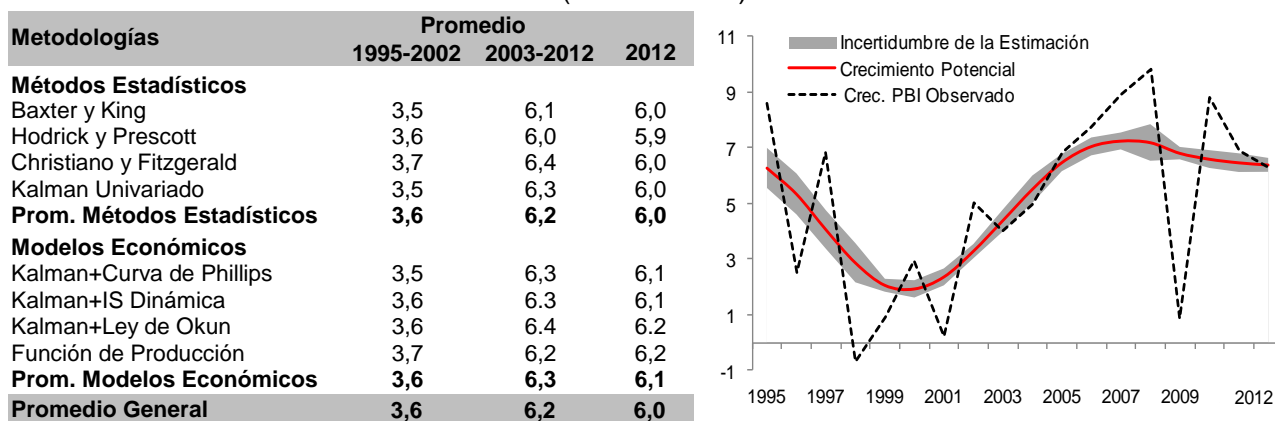 Metodologías Promedio
1995-2002 2003-2012 2012
Métodos Estadísticos
Baxter y King 3,5 6,1 6,0
Hodrick y Prescott 3,6 6,0 5,9
Christiano y Fitzgerald 3,7 6,4 6,0
Kalman Univariado 3,5 6,3 6,0
Prom. Métodos Estadísticos 3,6 6,2 6,0
Modelos Económicos
Kalman+Curva de Phillips 3,5 6,3 6,1
Kalman+IS Dinámica 3,6 6.3 6,1
Kalman+Ley de Okun 3,6 6.4 6.2
Función de Producción 3,7 6,2 6,2
Prom. Modelos Económicos 3,6 6,3 6,1
Promedio General 3,6 6,2 6,0
Incertidumbre de la Estimación
Crecimiento Potencial
Crec. PBI Observado
11
9
7
5
3
1
-1
1995 1997 1999 2001 2003 2005 2007 2009 2012